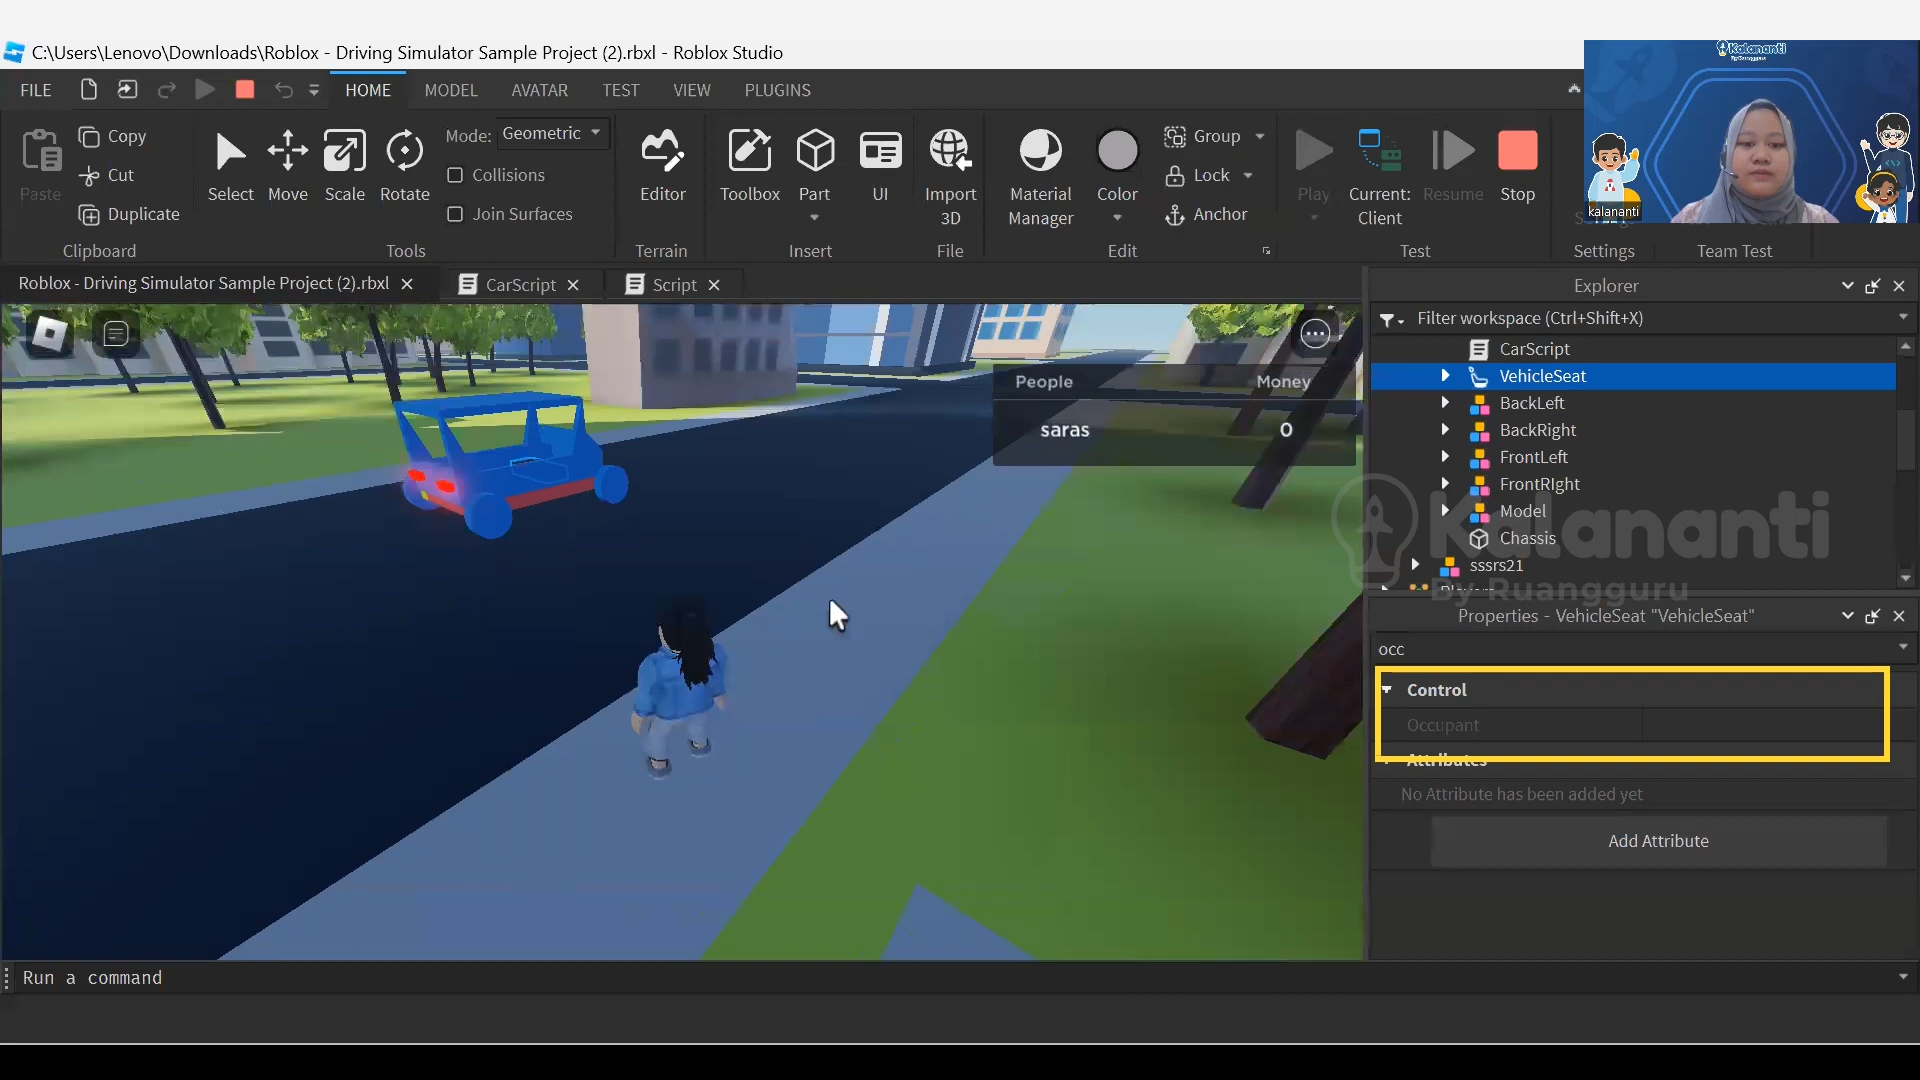 C:\Users\Lenovo\Downloads\Roblox - Driving Simulator Sample Project (2).rbxl - Roblox Studio
Kalananti
By Ruangguru
kalananti
FILE HOME MODEL AVATAR TEST VIEW PLUGINS
Paste
Copy
Cut
Duplicate
Clipboard
Select
Move
Scale
Rotate
Mode: Geometric
Collisions
Join Surfaces
Tools
Editor
Terrain
Toolbox
Part
UI
Insert
Import
3D
File
Material
Manager
Color
Group
Lock
Anchor
Edit
Play
Current:
Client
Resume
Stop
Test
Settings
Team Test
Roblox - Driving Simulator Sample Project (2).rbxl
CarScript
Script
People Money
saras 0
Explorer
Filter workspace (Ctrl+Shift+X)
CarScript
VehicleSeat
BackLeft
BackRight
FrontLeft
FrontRIght
Model
Chassis
sssrs21
Players
Kalananti
By Ruangguru
Properties - VehicleSeat "VehicleSeat"
occ
Control
Occupant
Attributes
No Attribute has been added yet
Add Attribute
Run a command